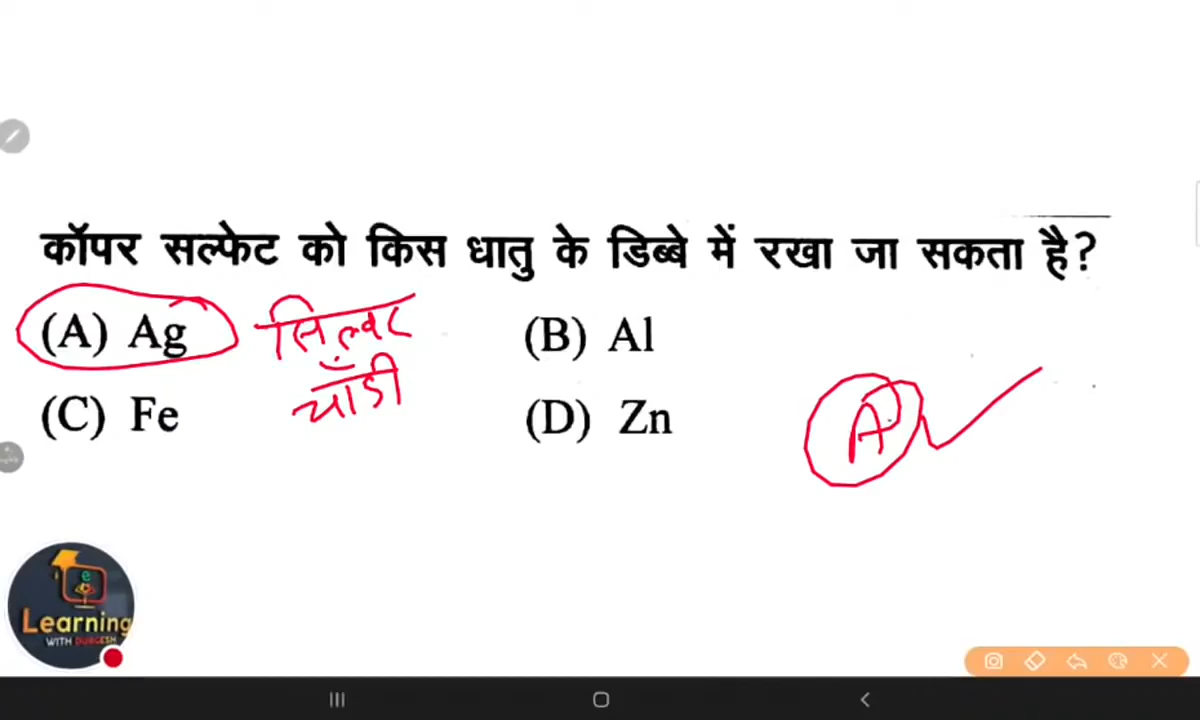 कॉपर सल्फेट को किस धातु के डिब्बे में रखा जा सकता है?
(A) Ag सिल्वर (B) Al
चाँडी
(C) Fe (D) Zn
A
e
Learning
WITH DURGESH